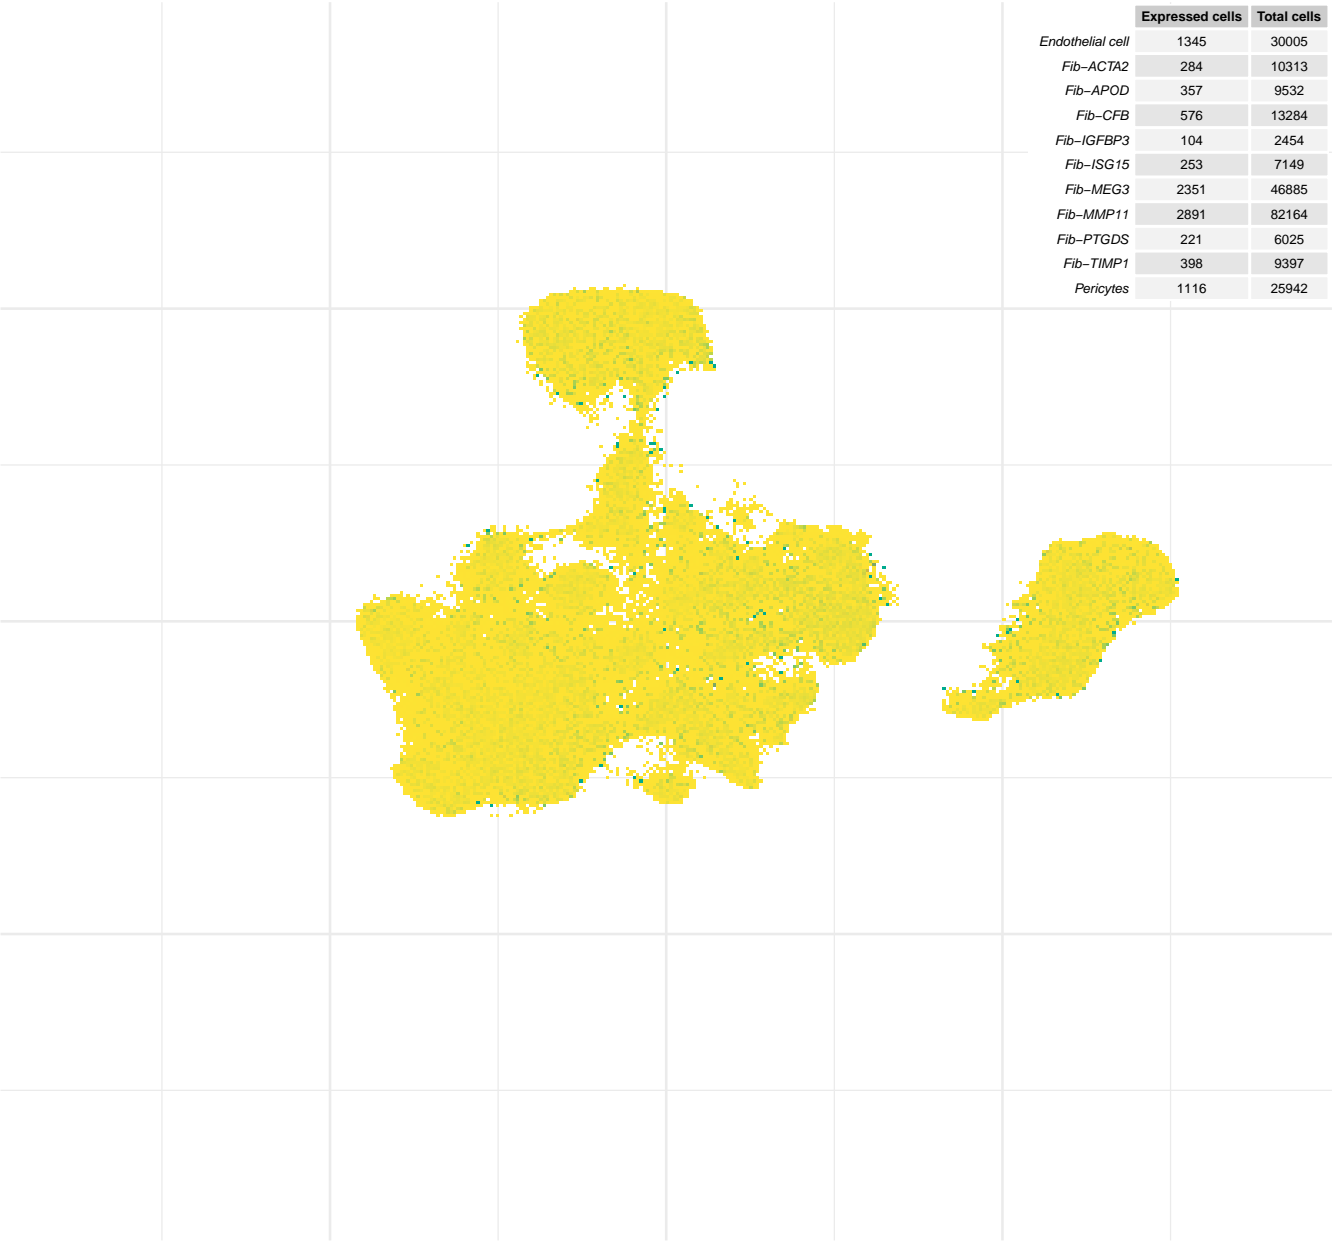 Expressed cells Total cells
Endothelial cell 1345 30005
Fib−ACTA2 284 10313
Fib−APOD 357 9532
Fib−CFB 576 13284
Fib−IGFBP3 104 2454
Fib−ISG15 253 7149
Fib−MEG3 2351 46885
Fib−MMP11 2891 82164
Fib−PTGDS 221 6025
Fib−TIMP1 398 9397
Pericytes 1116 25942